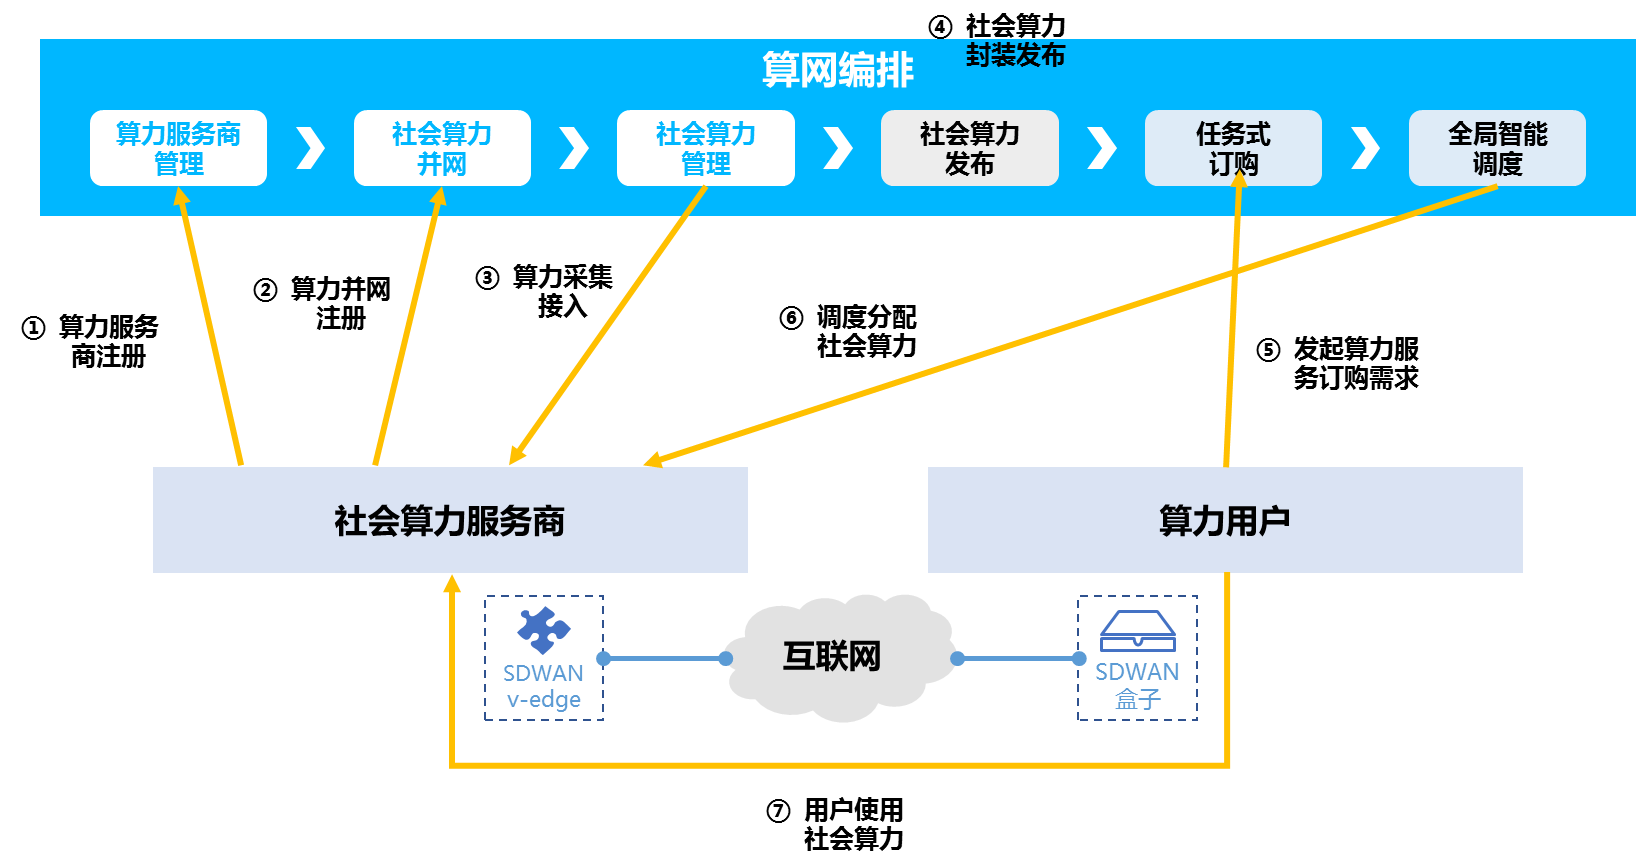 ④ 社会算力
封装发布
算网编排
算力服务商
管理
社会算力
并网
社会算力
管理
社会算力
发布
任务式
订购
全局智能
调度
① 算力服务
商注册
② 算力并网
注册
③ 算力采集
接入
⑥ 调度分配
社会算力
⑤ 发起算力服
务订购需求
社会算力服务商
算力用户
SDWAN
v-edge
互联网
SDWAN
盒子
⑦ 用户使用
社会算力